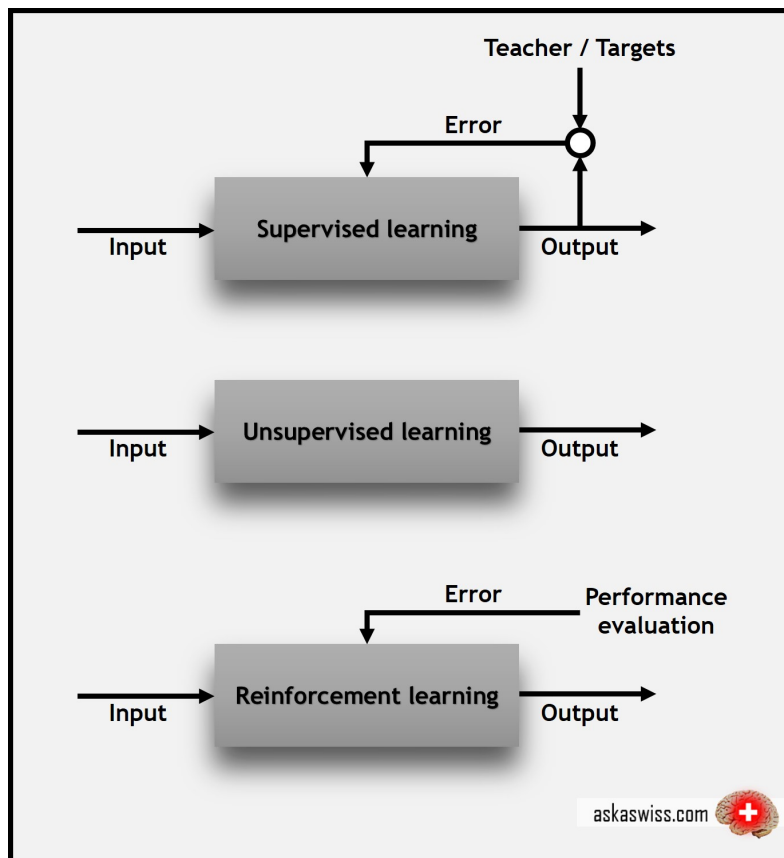 Teacher / Targets
Error
Supervised learning
Input
Output
Unsupervised learning
Input
Output
Error
Performance
evaluation
Reinforcement learning
Input
Output
askaswiss.com